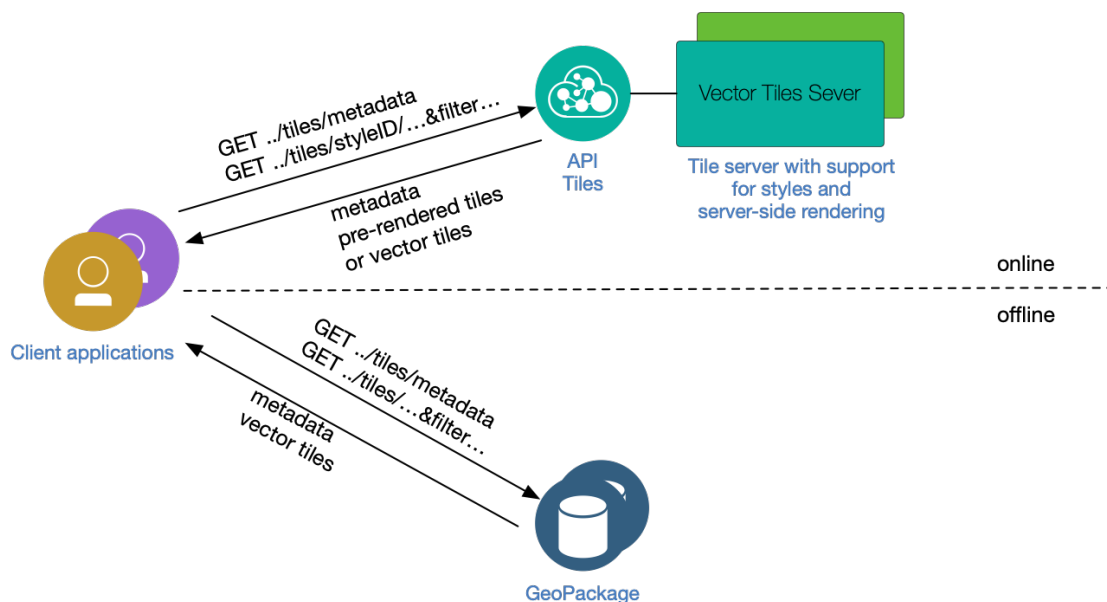 GET ../tiles/metadata
GET ../tiles/styleID/…&filter…
metadata
pre-rendered tiles
or vector tiles
API
Tiles
Vector Tiles Sever
Tile server with support
for styles and
server-side rendering
online
offline
Client applications
GET ../tiles/metadata
GET ../tiles/…&filter…
metadata
vector tiles
GeoPackage